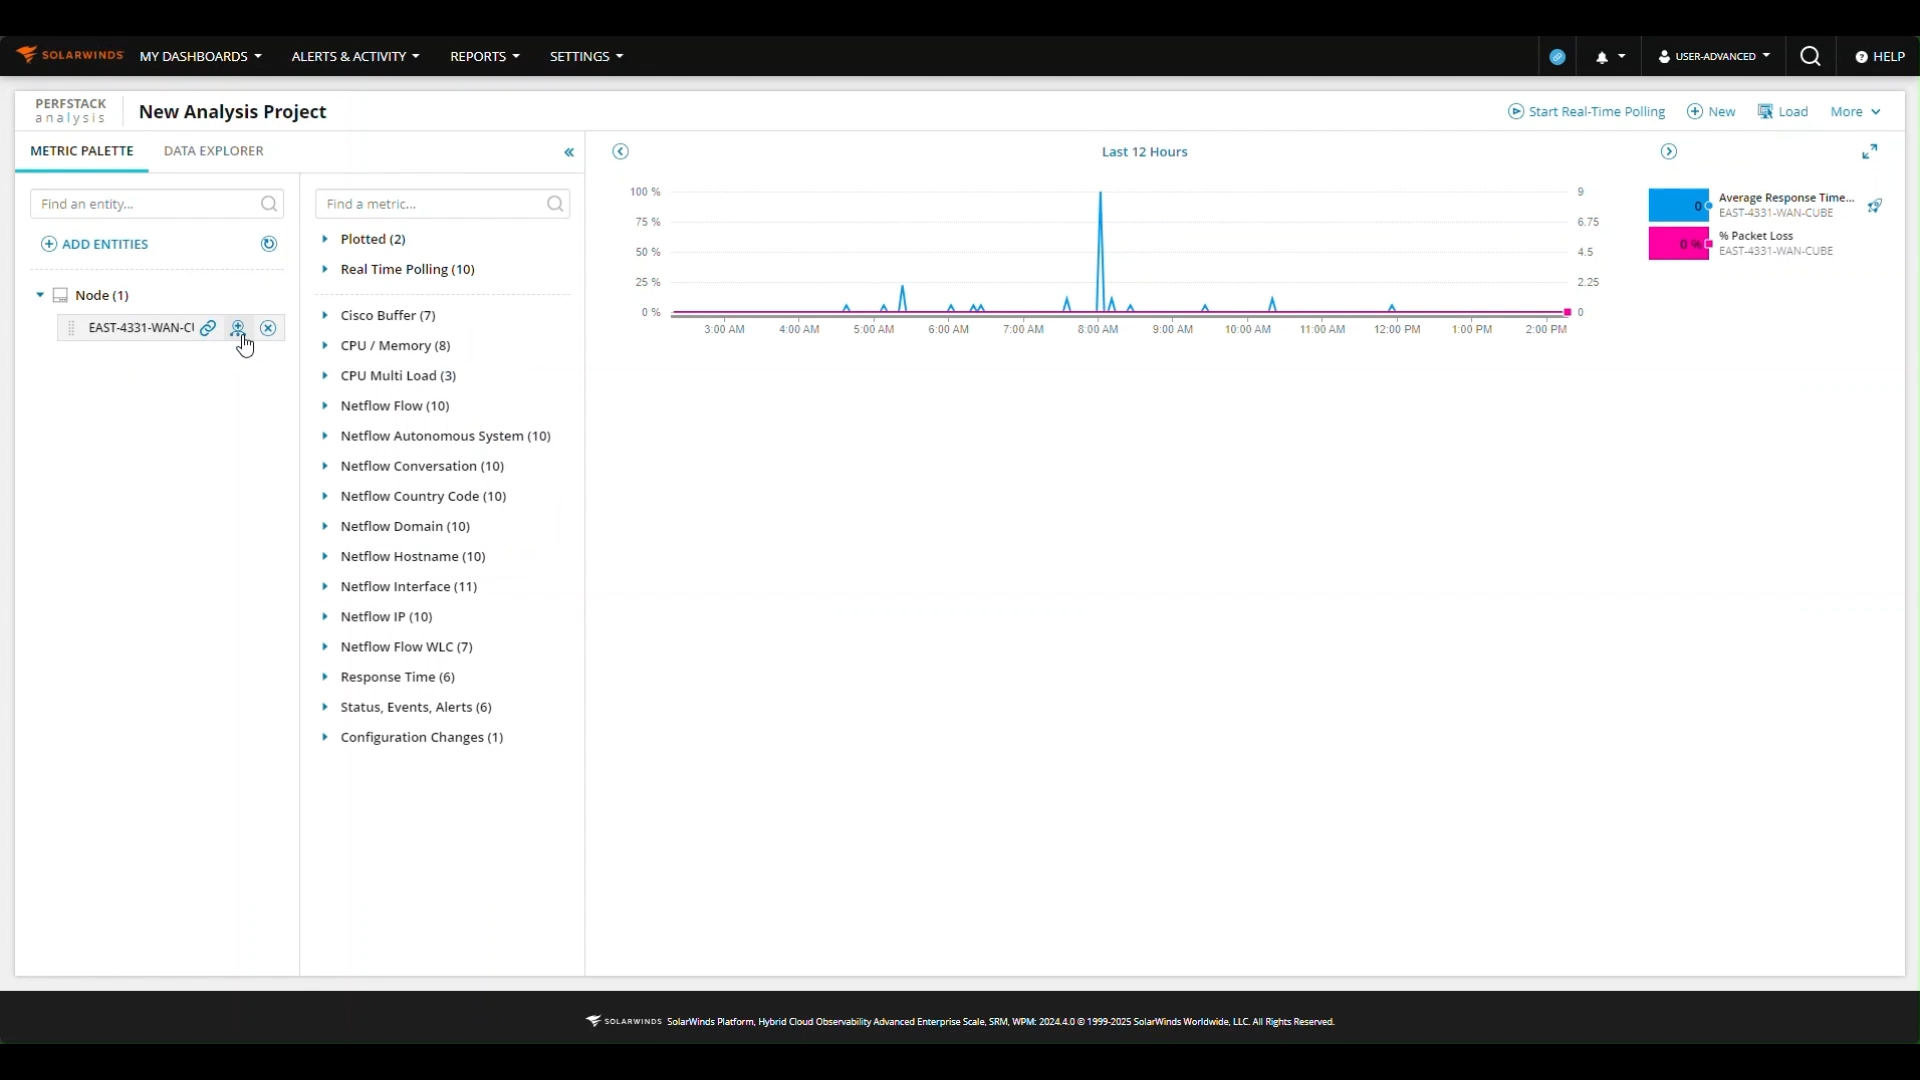 SOLARWINDS MY DASHBOARDS ALERTS & ACTIVITY REPORTS SETTINGS USER-ADVANCED HELP
PERFSTACK
analysis
New Analysis Project
Start Real-Time Polling New Load More
METRIC PALETTE DATA EXPLORER
Last 12 Hours
Find an entity...
ADD ENTITIES
Node (1)
EAST-4331-WAN-CU
Find a metric...
Plotted (2)
Real Time Polling (10)
Cisco Buffer (7)
CPU / Memory (8)
CPU Multi Load (3)
Netflow Flow (10)
Netflow Autonomous System (10)
Netflow Conversation (10)
Netflow Country Code (10)
Netflow Domain (10)
Netflow Hostname (10)
Netflow Interface (11)
Netflow IP (10)
Netflow Flow WLC (7)
Response Time (6)
Status, Events, Alerts (6)
Configuration Changes (1)
100 % 9
75 % 6.75
50 % 4.5
25 % 2.25
0 % 0
3:00 AM 4:00 AM 5:00 AM 6:00 AM 7:00 AM 8:00 AM 9:00 AM 10:00 AM 11:00 AM 12:00 PM 1:00 PM 2:00 PM
0 Average Response Time...
EAST-4331-WAN-CUBE
0 % % Packet Loss
EAST-4331-WAN-CUBE
SOLARWINDS SolarWinds Platform, Hybrid Cloud Observability Advanced Enterprise Scale, SRM, WPM: 2024.4.0 © 1999-2025 SolarWinds Worldwide, LLC. All Rights Reserved.